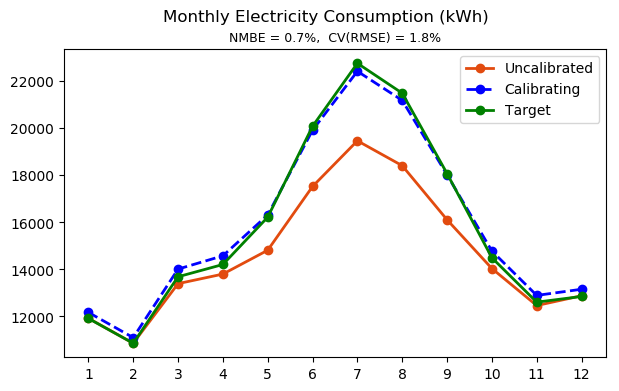 Monthly Electricity Consumption (kWh)
NMBE = 0.7%,  CV(RMSE) = 1.8%
Uncalibrated
Calibrating
Target
22000
20000
18000
16000
14000
12000
1 2 3 4 5 6 7 8 9 10 11 12